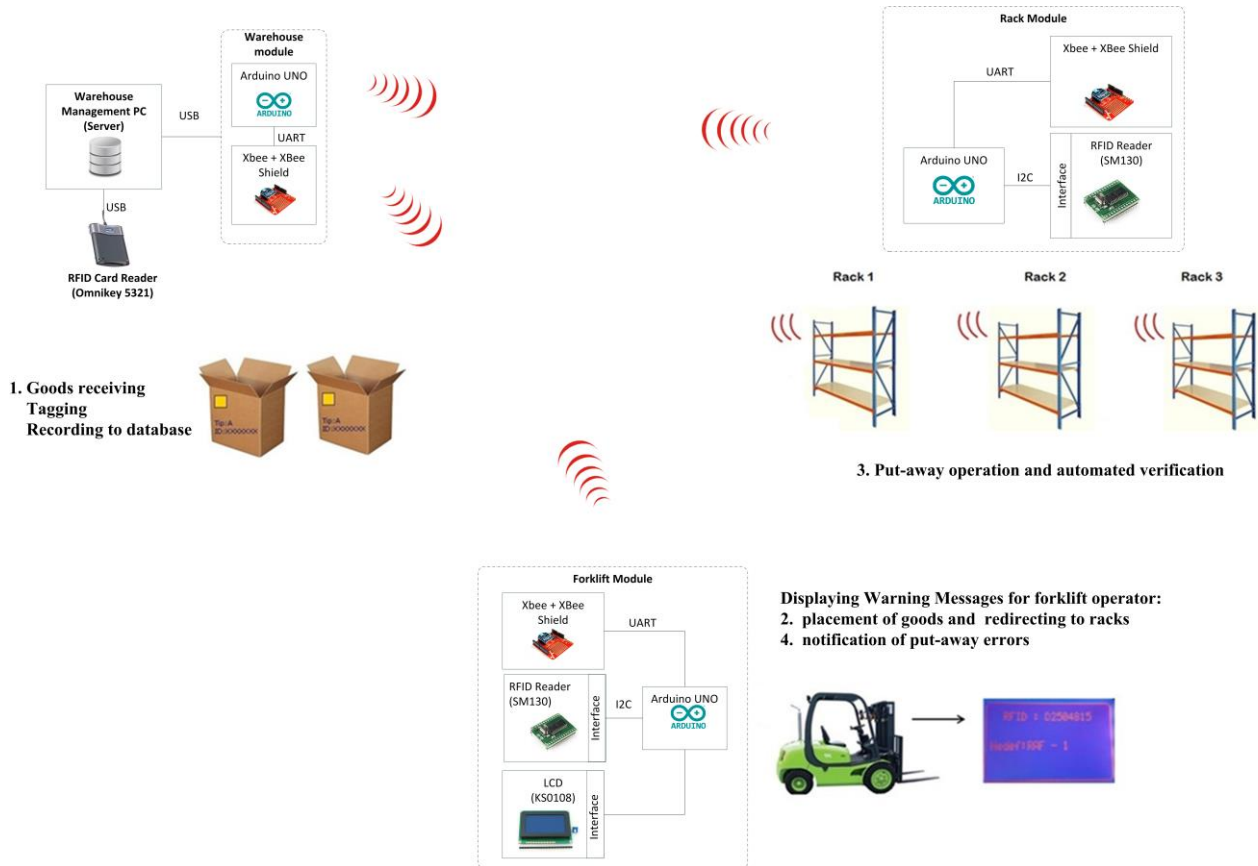 Warehouse
module
Arduino UNO
ARDUINO
UART
Xbee + XBee
Shield
Warehouse
Management PC
(Server)
USB
USB
RFID Card Reader
(Omnikey 5321)
Rack Module
Xbee + XBee Shield
UART
Arduino UNO
ARDUINO
I2C
Interface
RFID Reader
(SM130)
Rack 1
Rack 2
Rack 3
1. Goods receiving
Tagging
Recording to database
3. Put-away operation and automated verification
Forklift Module
Xbee + XBee
Shield
UART
RFID Reader
(SM130)
Interface
I2C
Arduino UNO
ARDUINO
LCD
(KS0108)
Interface
Displaying Warning Messages for forklift operator:
2. placement of goods and redirecting to racks
4. notification of put-away errors
RFID : 02504815
Hedef:RAF - 1